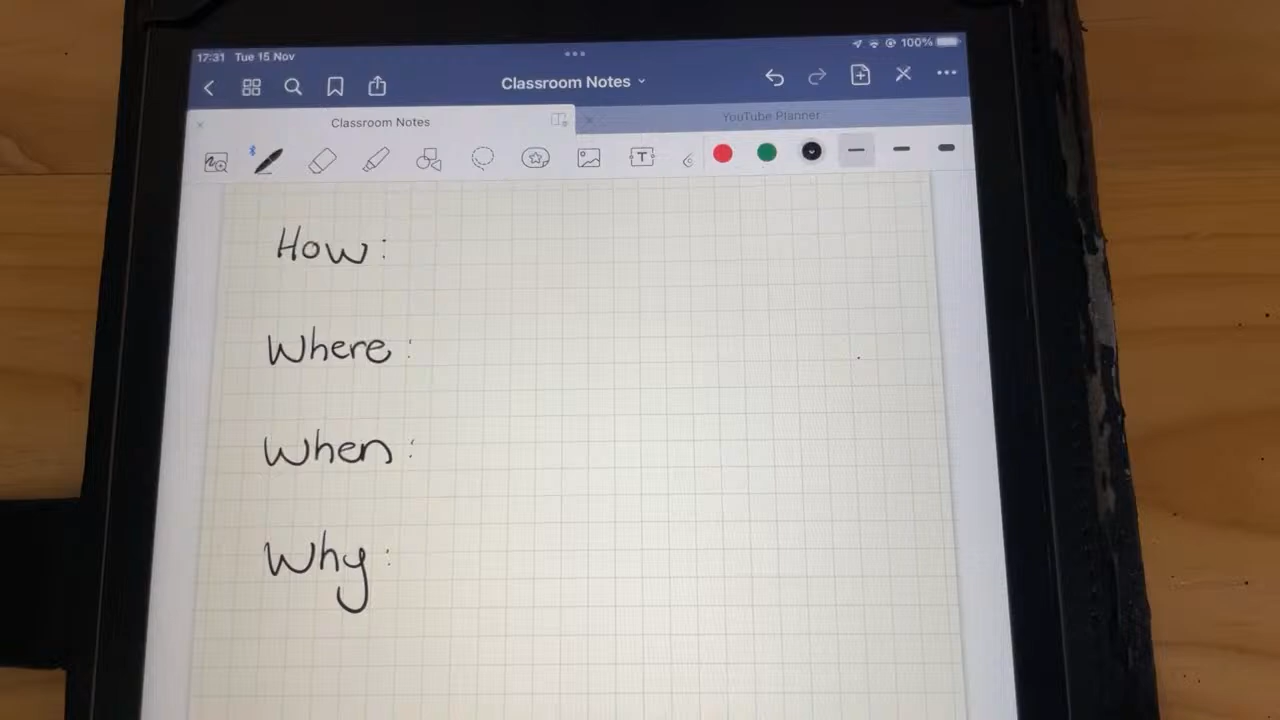 17:31 Tue 15 Nov 100%
Classroom Notes
Classroom Notes YouTube Planner
T
How:
Where:
When:
Why: